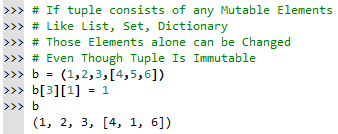 >>> # If tuple consists of any Mutable Elements
>>> # Like List, Set, Dictionary
>>> # Those Elements alone can be Changed
>>> # Even Though Tuple Is Immutable
>>> b = (1,2,3,[4,5,6])
>>> b[3][1] = 1
>>> b
(1, 2, 3, [4, 1, 6])